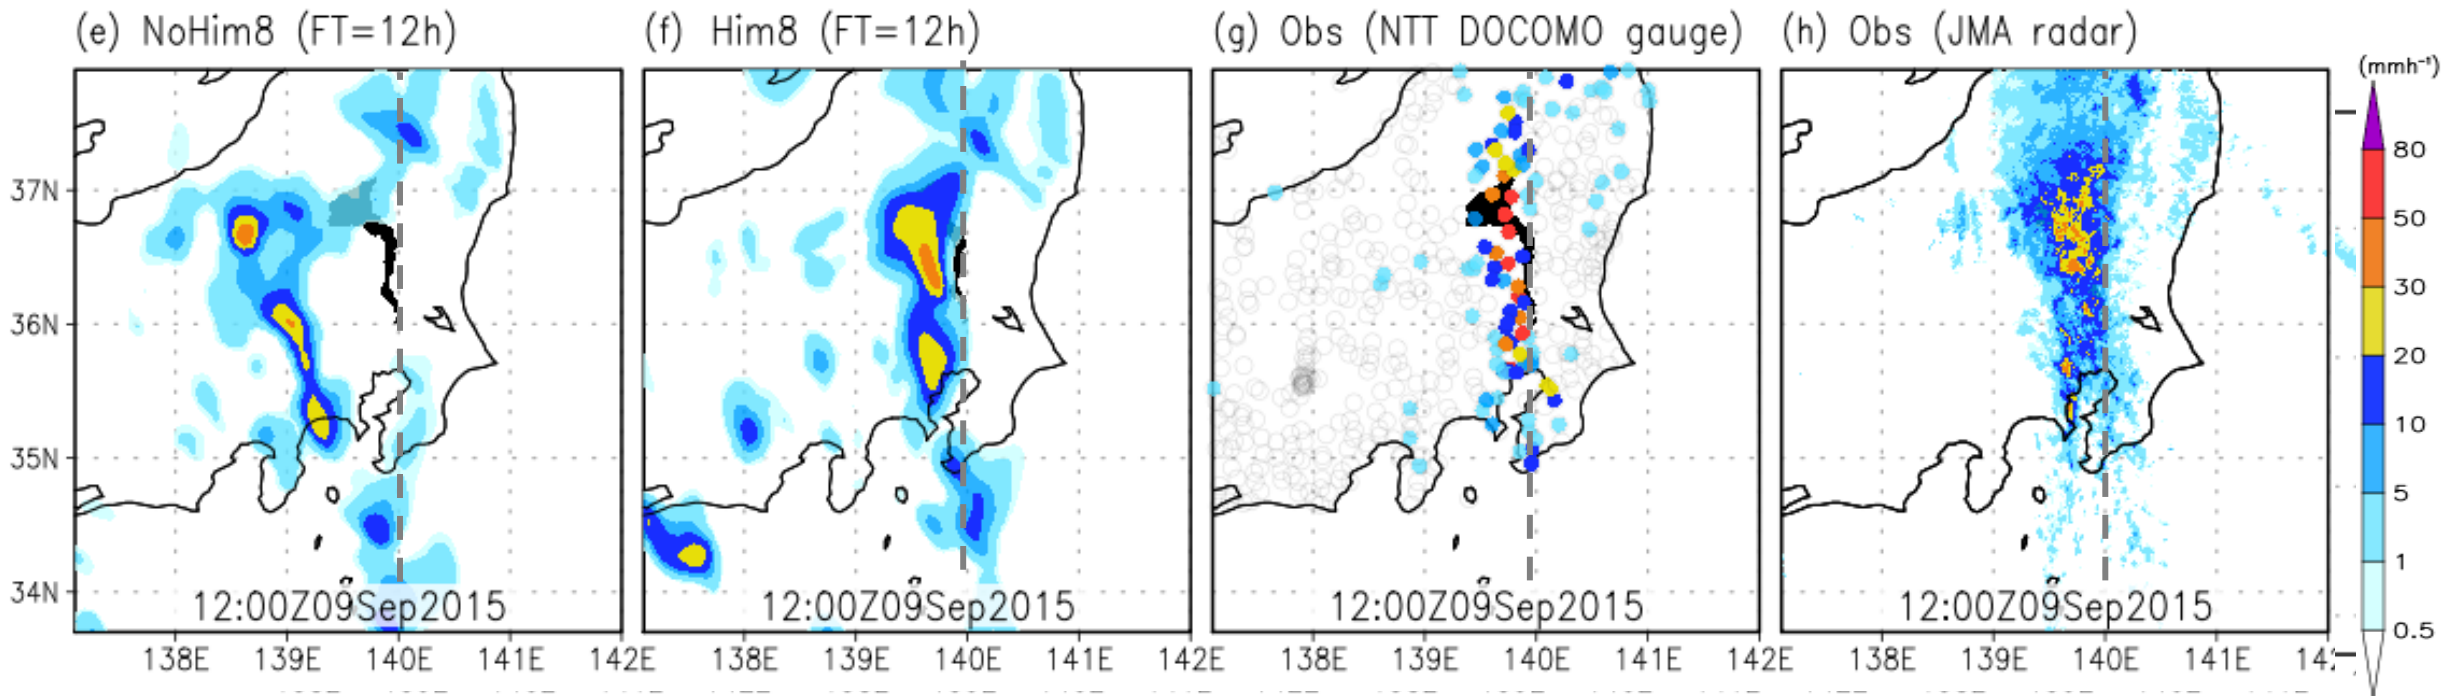 (e) NoHim8 (FT=12h)
(f) Him8 (FT=12h)
(g) Obs (NTT DOCOMO gauge)
(h) Obs (JMA radar)
(mmh⁻¹)
80
50
30
20
10
5
1
0.5
37N
36N
35N
34N
12:00Z09Sep2015
12:00Z09Sep2015
12:00Z09Sep2015
12:00Z09Sep2015
138E 139E 140E 141E 142E
138E 139E 140E 141E 142E
138E 139E 140E 141E 142E
138E 139E 140E 141E 14